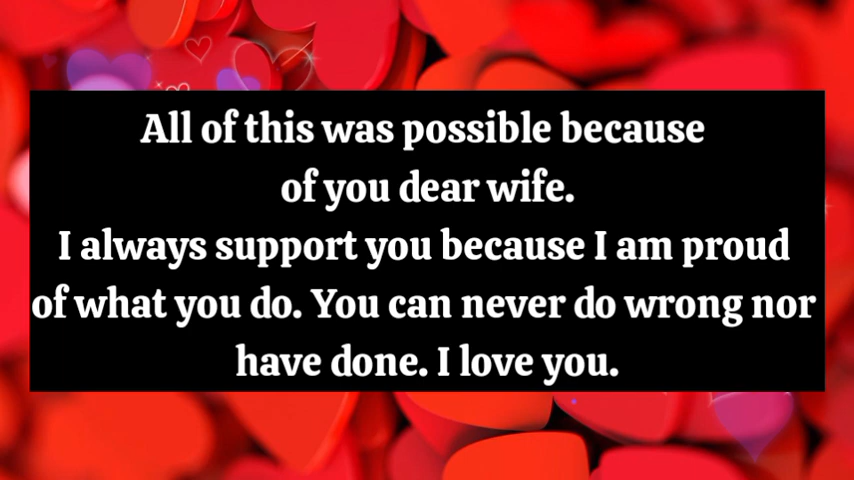 All of this was possible because
of you dear wife.
I always support you because I am proud
of what you do. You can never do wrong nor
have done. I love you.